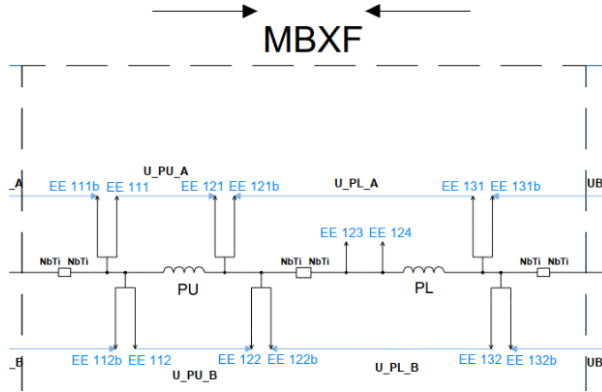 MBXF
U_PU_A
_A EE 111b EE 111 EE 121 EE 121b U_PL_A EE 131 EE 131b UB
EE 123 EE 124
NbTi NbTi NbTi NbTi NbTi NbTi
PU PL
_B EE 112b EE 112 EE 122 EE 122b EE 132 EE 132b UB
U_PU_B U_PL_B